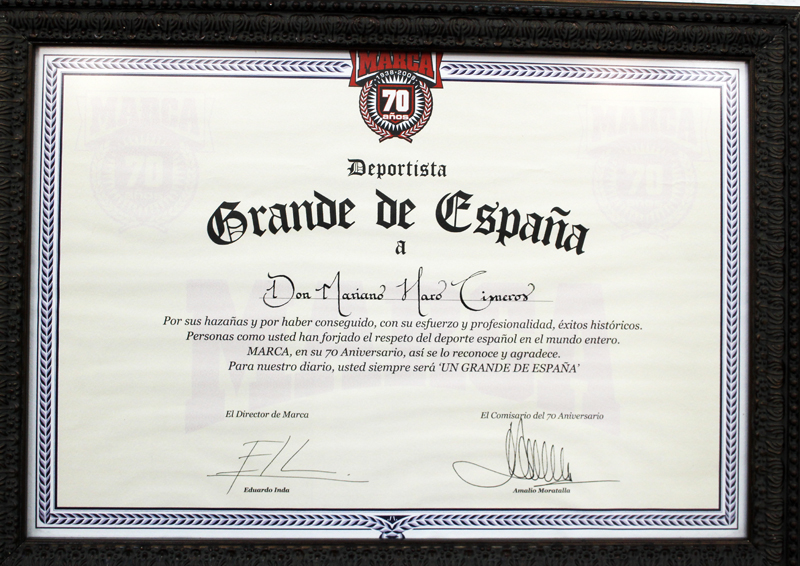 MARCA
1938-2008
70
años
Deportista
Grande de España
a
Don Mariano Haro Cisneros
Por sus hazañas y por haber conseguido, con su esfuerzo y profesionalidad, éxitos históricos.
Personas como usted han forjado el respeto del deporte español en el mundo entero.
MARCA, en su 70 Aniversario, así se lo reconoce y agradece.
Para nuestro diario, usted siempre será ‘UN GRANDE DE ESPAÑA’
El Director de Marca
El Comisario del 70 Aniversario
Eduardo Inda
Amalio Moratalla